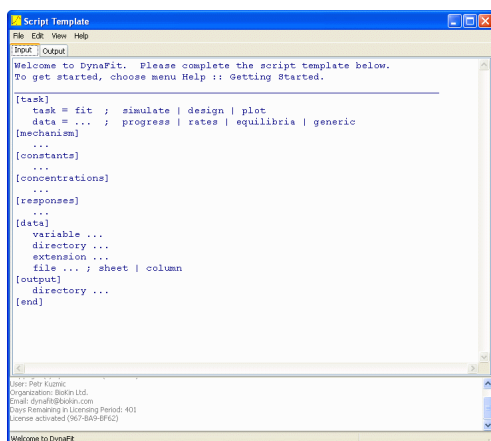 Script Template
File Edit View Help
Input Output
Welcome to DynaFit. Please complete the script template below.
To get started, choose menu Help :: Getting Started.
[task]
task = fit ; simulate | design | plot
data = ... ; progress | rates | equilibria | generic
[mechanism]
...
[constants]
...
[concentrations]
...
[responses]
...
[data]
variable ...
directory ...
extension ...
file ... ; sheet | column
[output]
directory ...
[end]
User: Petr Kuzmic
Organization: BioKin Ltd.
Email: dynafit@biokin.com
Days Remaining in Licensing Period: 401
License activated (967-BA9-BF62)
Welcome to DynaFit